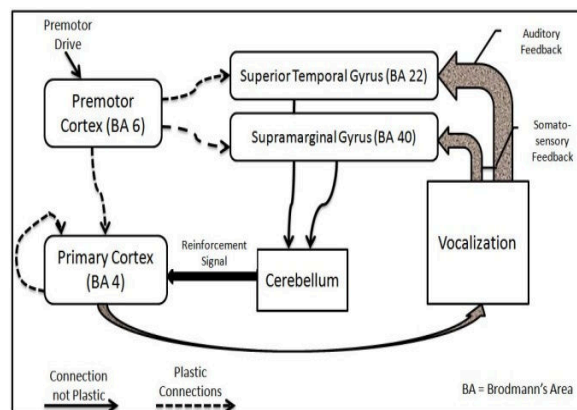 Premotor
Drive
Premotor
Cortex (BA 6)
Superior Temporal Gyrus (BA 22)
Auditory
Feedback
Supramarginal Gyrus (BA 40)
Somato-
sensory
Feedback
Primary Cortex
(BA 4)
Reinforcement
Signal
Cerebellum
Vocalization
Connection
not Plastic
Plastic
Connections
BA = Brodmann's Area